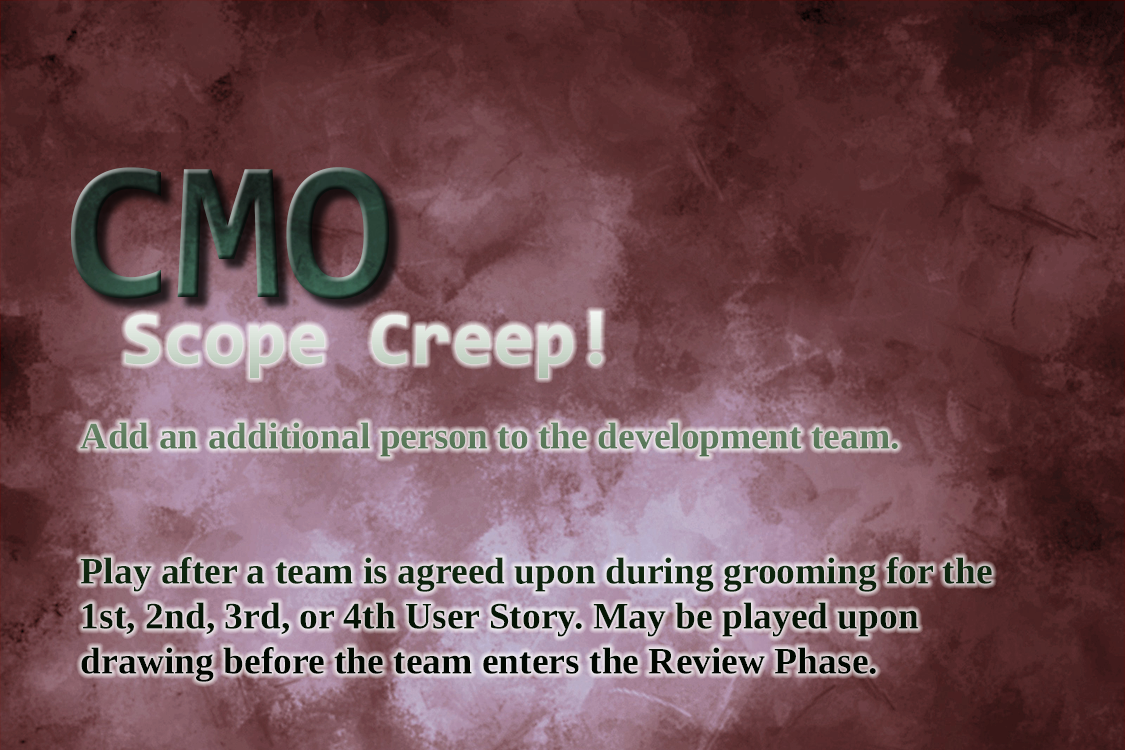 CMO
Scope Creep!
Add an additional person to the development team.
Play after a team is agreed upon during grooming for the
1st, 2nd, 3rd, or 4th User Story. May be played upon
drawing before the team enters the Review Phase.